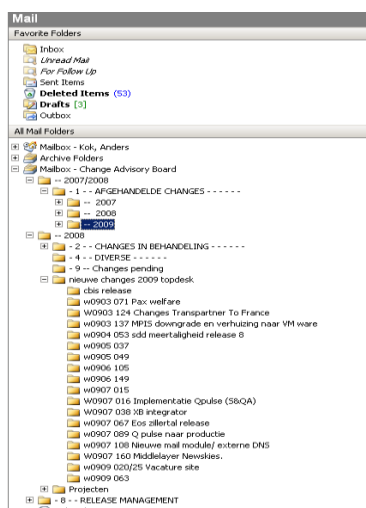 Mail
Favorite Folders
Inbox
Unread Mail
For Follow Up
Sent Items
Deleted Items (53)
Drafts [3]
Outbox
All Mail Folders
Mailbox - Kok, Anders
Archive Folders
Mailbox - Change Advisory Board
-- 2007/2008
- 1 -- AFGEHANDELDE CHANGES - - - - - -
-- 2007
-- 2008
-- 2009
-- 2008
- 2 - - CHANGES IN BEHANDELING - - - - - -
- 4 -- DIVERSE - - - - - -
- 9 -- Changes pending
nieuwe changes 2009 topdesk
cbis release
w0903 071 Pax welfare
W0903 124 Changes Transpartner To France
w0903 137 MPIS downgrade en verhuizing naar VM ware
w0904 053 sdd meertaligheid release 8
w0905 037
w0905 049
w0906 105
w0906 149
w0907 015
W0907 016 Implementatie Qpulse (S&QA)
W0907 038 XB integrator
w0907 067 Eos zillertal release
w0907 089 Q pulse naar productie
w0907 108 Nieuwe mail module/ externe DNS
W0907 160 Middlelayer Newskies.
w0909 020/25 Vacature site
w0909 063
Projecten
- 8 - - RELEASE MANAGEMENT